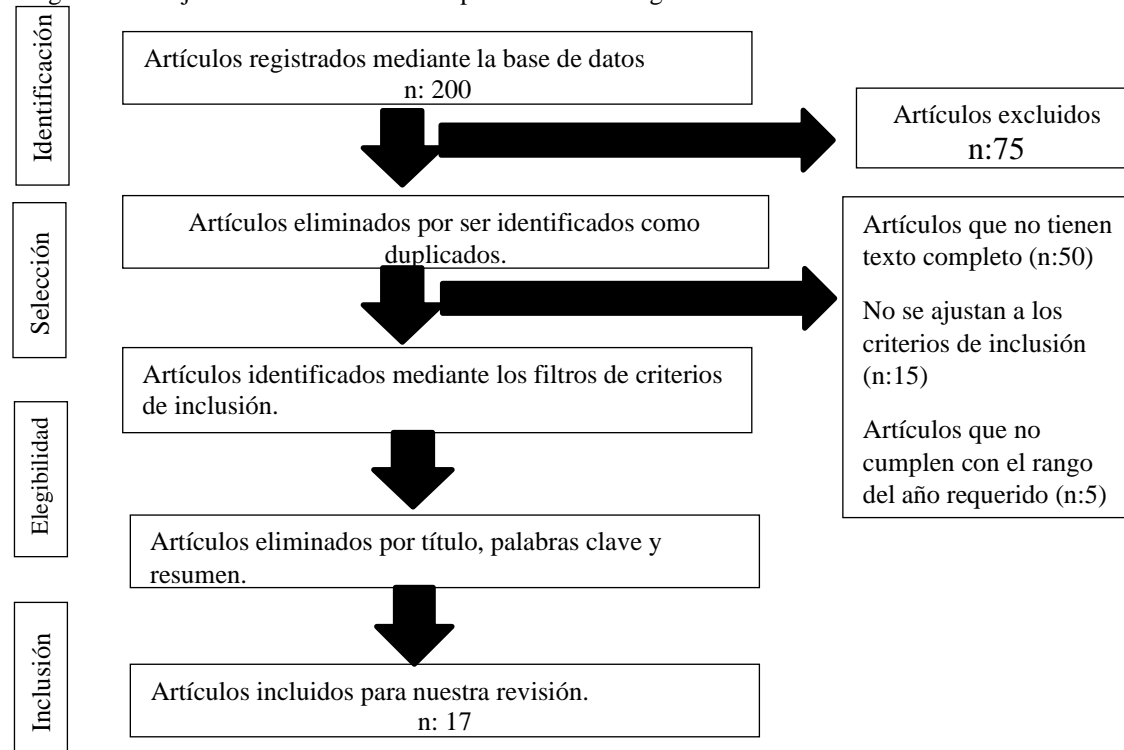 Identificación
Artículos registrados mediante la base de datos
n: 200
Artículos excluidos
n:75
Selección
Artículos eliminados por ser identificados como
duplicados.
Artículos que no tienen
texto completo (n:50)
No se ajustan a los
criterios de inclusión
(n:15)
Artículos que no
cumplen con el rango
del año requerido (n:5)
Artículos identificados mediante los filtros de criterios
de inclusión.
Elegibilidad
Artículos eliminados por título, palabras clave y
resumen.
Inclusión
Artículos incluidos para nuestra revisión.
n: 17